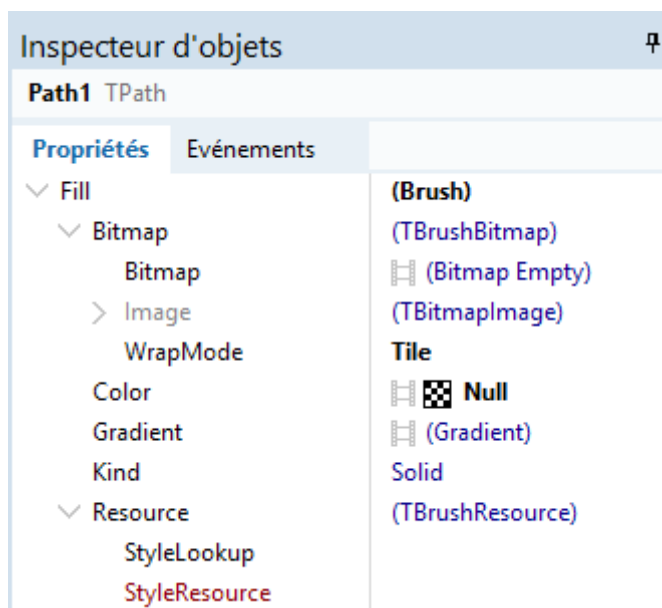 Inspecteur d'objets
Path1 TPath
Propriétés Evénements
Fill (Brush)
Bitmap (TBrushBitmap)
Bitmap (Bitmap Empty)
Image (TBitmapImage)
WrapMode Tile
Color Null
Gradient (Gradient)
Kind Solid
Resource (TBrushResource)
StyleLookup
StyleResource